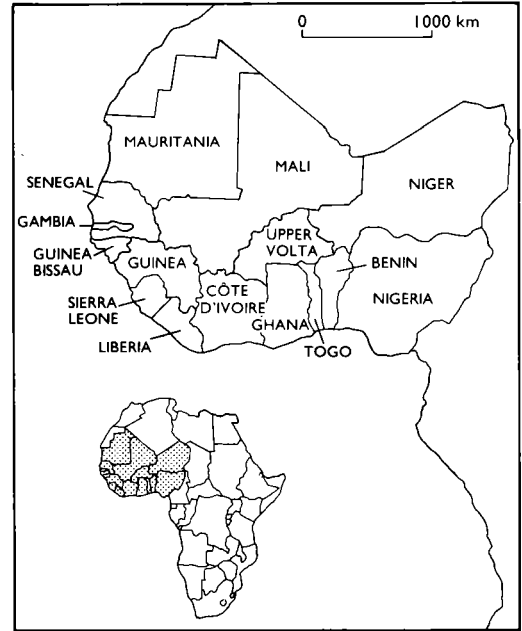 0 1000 km
MAURITANIA
MALI
NIGER
SENEGAL
GAMBIA
GUINEA
BISSAU
GUINEA
UPPER
VOLTA
BENIN
NIGERIA
SIERRA
LEONE
CÔTE
D'IVOIRE
GHANA
LIBERIA
TOGO